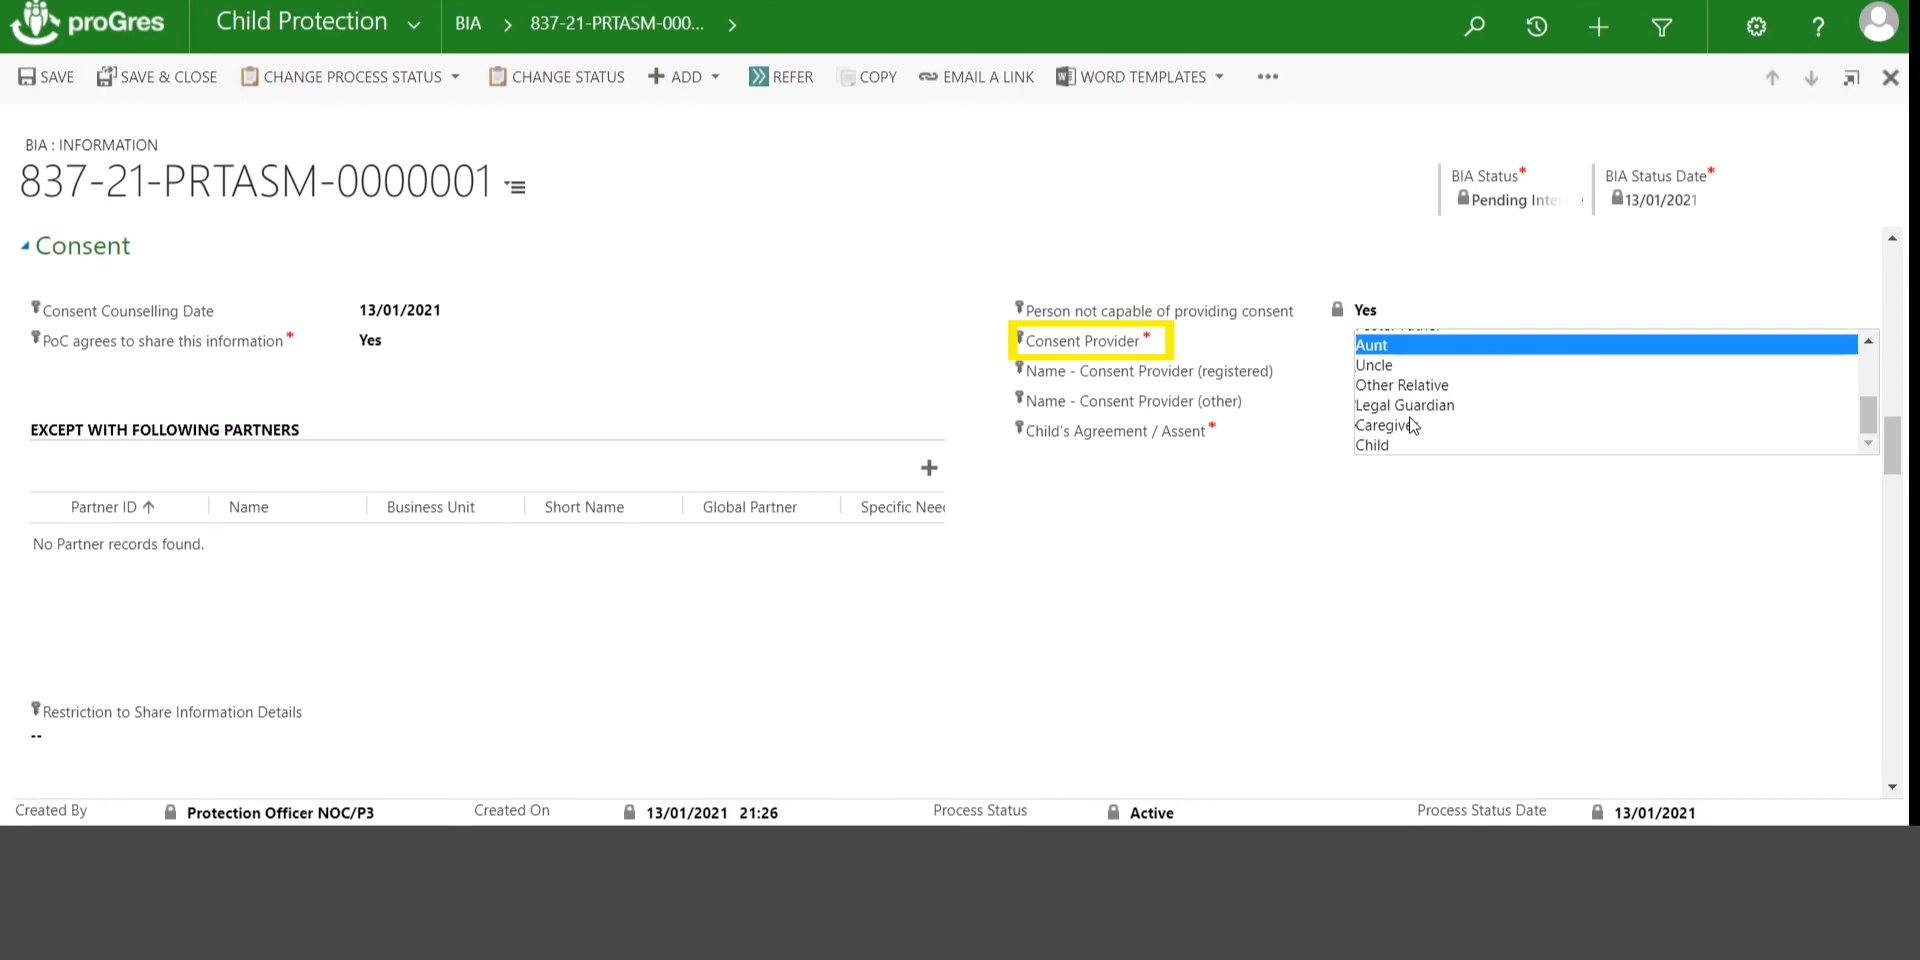 proGres Child Protection BIA 837-21-PRTASM-000...
SAVE SAVE & CLOSE CHANGE PROCESS STATUS CHANGE STATUS ADD REFER COPY EMAIL A LINK WORD TEMPLATES
BIA : INFORMATION
837-21-PRTASM-0000001
BIA Status* BIA Status Date*
Pending Inte 13/01/2021
Consent
Consent Counselling Date 13/01/2021
PoC agrees to share this information * Yes
Person not capable of providing consent Yes
Consent Provider *
Name - Consent Provider (registered)
Name - Consent Provider (other)
Child's Agreement / Assent *
Aunt
Uncle
Other Relative
Legal Guardian
Caregiver
Child
EXCEPT WITH FOLLOWING PARTNERS
Partner ID Name Business Unit Short Name Global Partner Specific Nee
No Partner records found.
Restriction to Share Information Details
--
Created By Protection Officer NOC/P3 Created On 13/01/2021 21:26 Process Status Active Process Status Date 13/01/2021